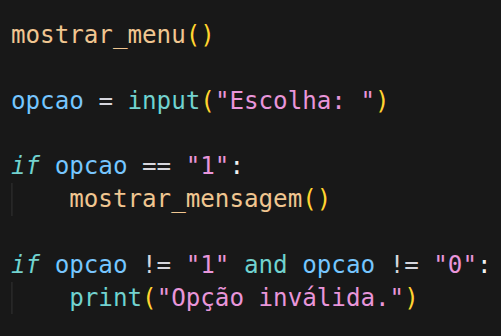 mostrar_menu()
opcao = input("Escolha: ")
if opcao == "1":
    mostrar_mensagem()
if opcao != "1" and opcao != "0":
    print("Opção inválida.")